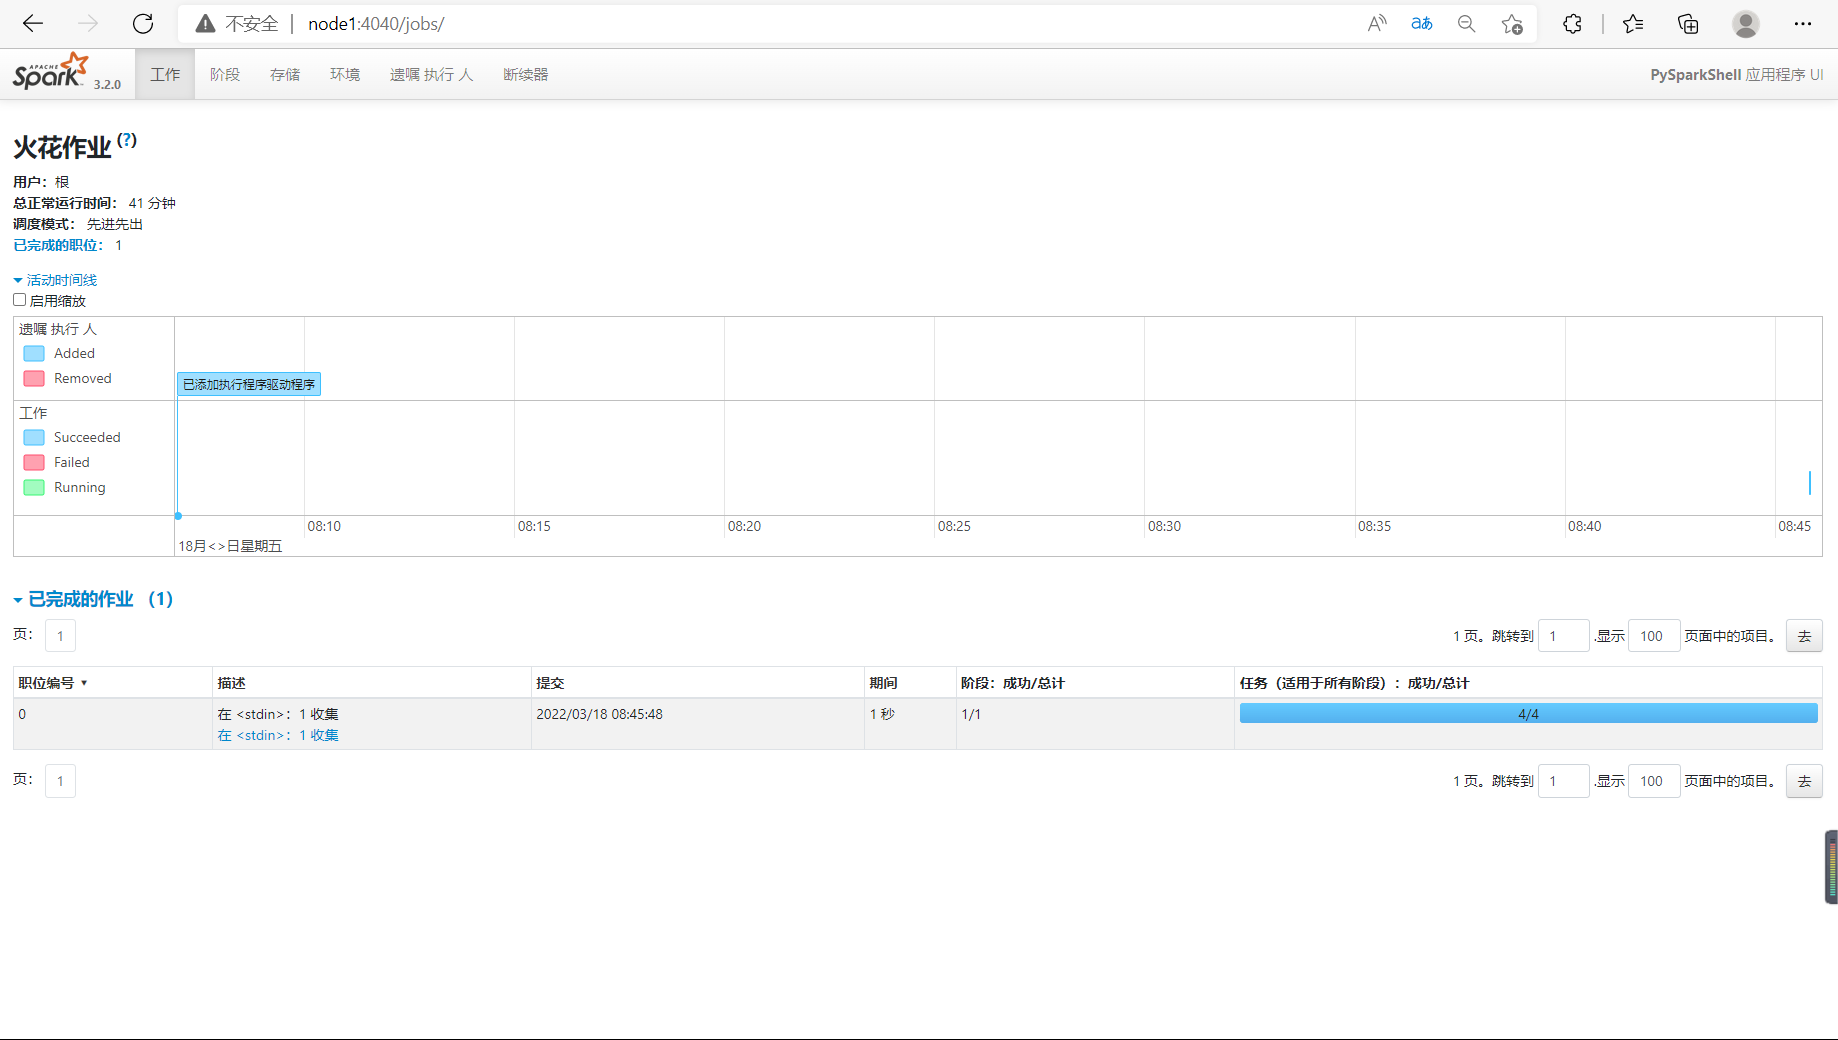 不安全 node1:4040/jobs/
APACHE Spark 3.2.0 工作 阶段 存储 环境 遗嘱 执行 人 断续器 PySparkShell 应用程序 UI
火花作业 (?)
用户： 根
总正常运行时间： 41 分钟
调度模式： 先进先出
已完成的职位： 1
活动时间线
启用缩放
遗嘱 执行 人
Added
Removed
已添加执行程序驱动程序
工作
Succeeded
Failed
Running
08:10 08:15 08:20 08:25 08:30 08:35 08:40 08:45
18月<>日星期五
已完成的作业 （1）
页： 1 1 页。跳转到 1 .显示 100 页面中的项目。 去
职位编号 ▾ 描述 提交 期间 阶段：成功/总计 任务（适用于所有阶段）：成功/总计
0 在 <stdin>：1 收集 2022/03/18 08:45:48 1 秒 1/1 4/4
在 <stdin>：1 收集
页： 1 1 页。跳转到 1 .显示 100 页面中的项目。 去